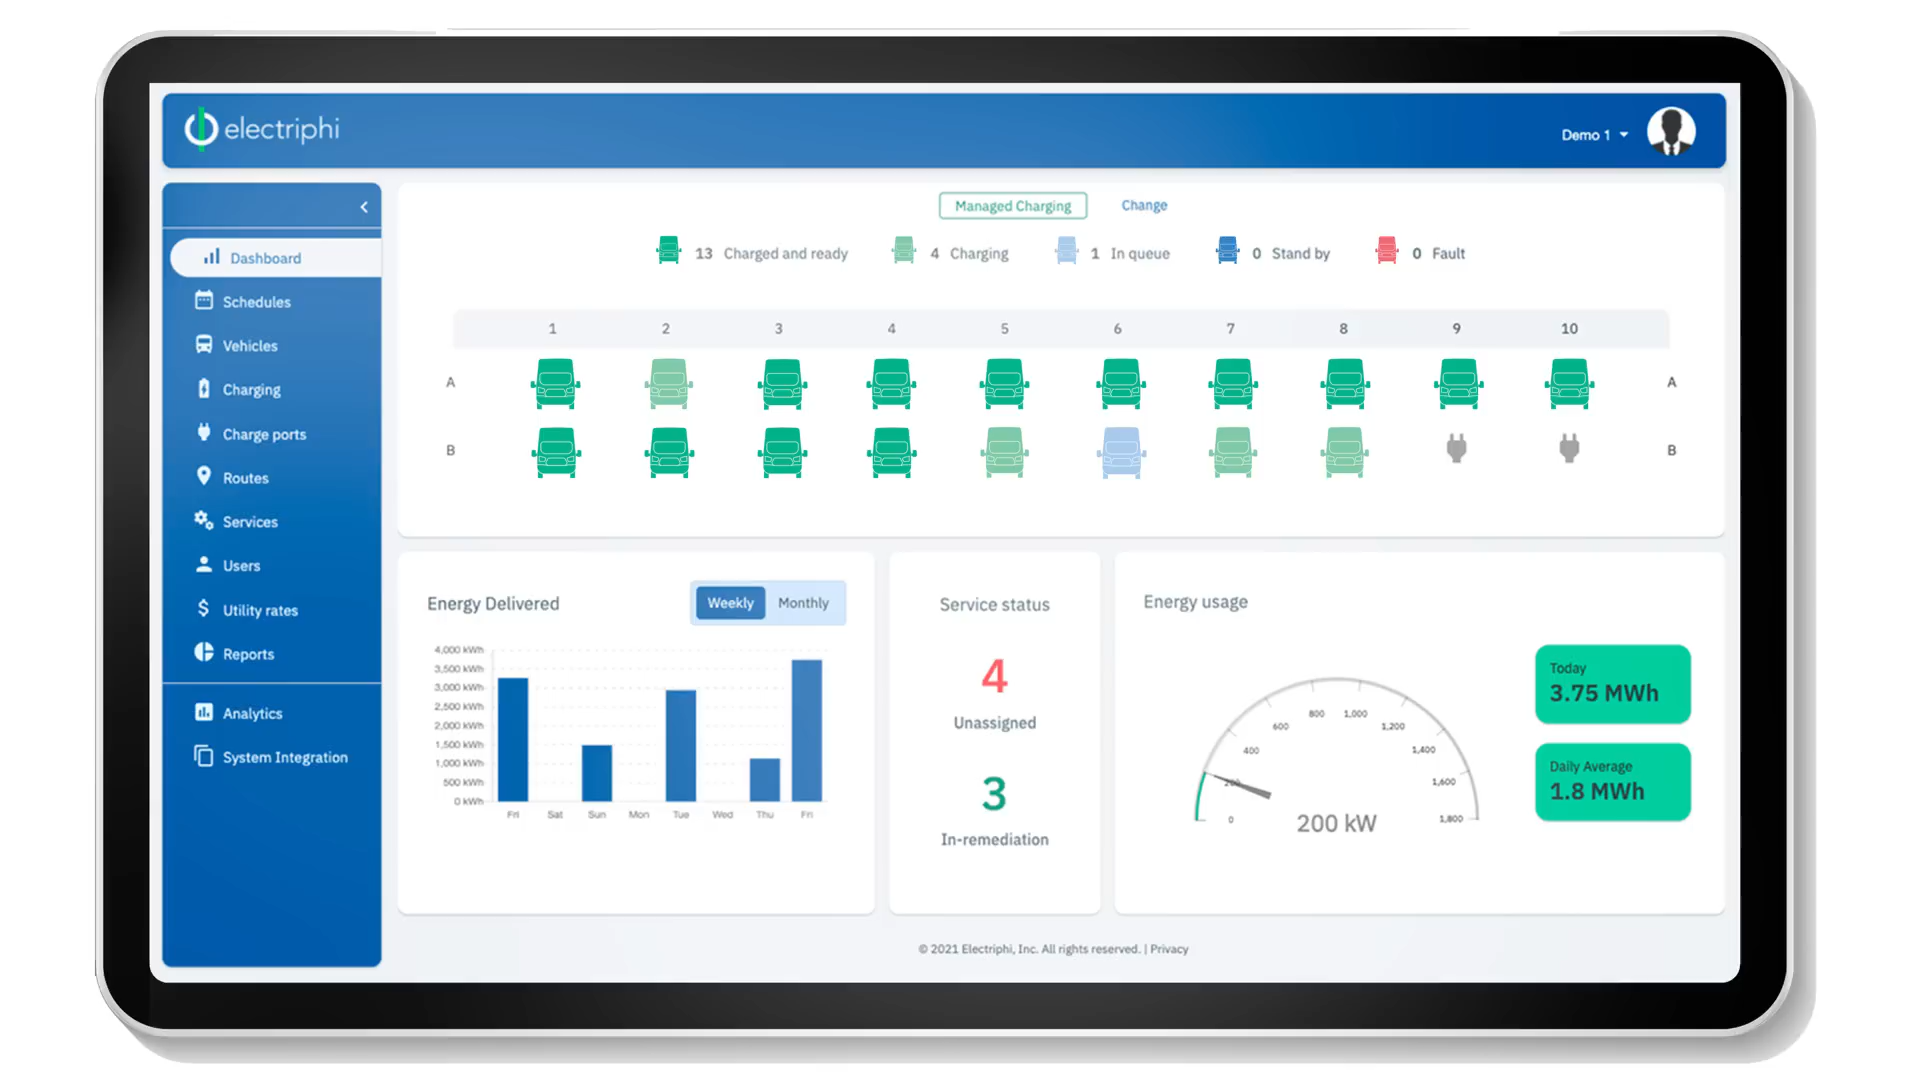 electriphi
Demo 1
Dashboard
Schedules
Vehicles
Charging
Charge ports
Routes
Services
Users
Utility rates
Reports
Analytics
System Integration
Managed Charging Change
13 Charged and ready 4 Charging 1 In queue 0 Stand by 0 Fault
1 2 3 4 5 6 7 8 9 10
A A
B B
Energy Delivered Weekly Monthly
4,000 kWh
3,500 kWh
3,000 kWh
2,500 kWh
2,000 kWh
1,500 kWh
1,000 kWh
500 kWh
0 kWh
Fri Sat Sun Mon Tue Wed Thu Fri
Service status
4
Unassigned
3
In-remediation
Energy usage
0 200 400 600 800 1,000 1,200 1,400 1,600 1,800
200 kW
Today
3.75 MWh
Daily Average
1.8 MWh
© 2021 Electriphi, Inc. All rights reserved. | Privacy